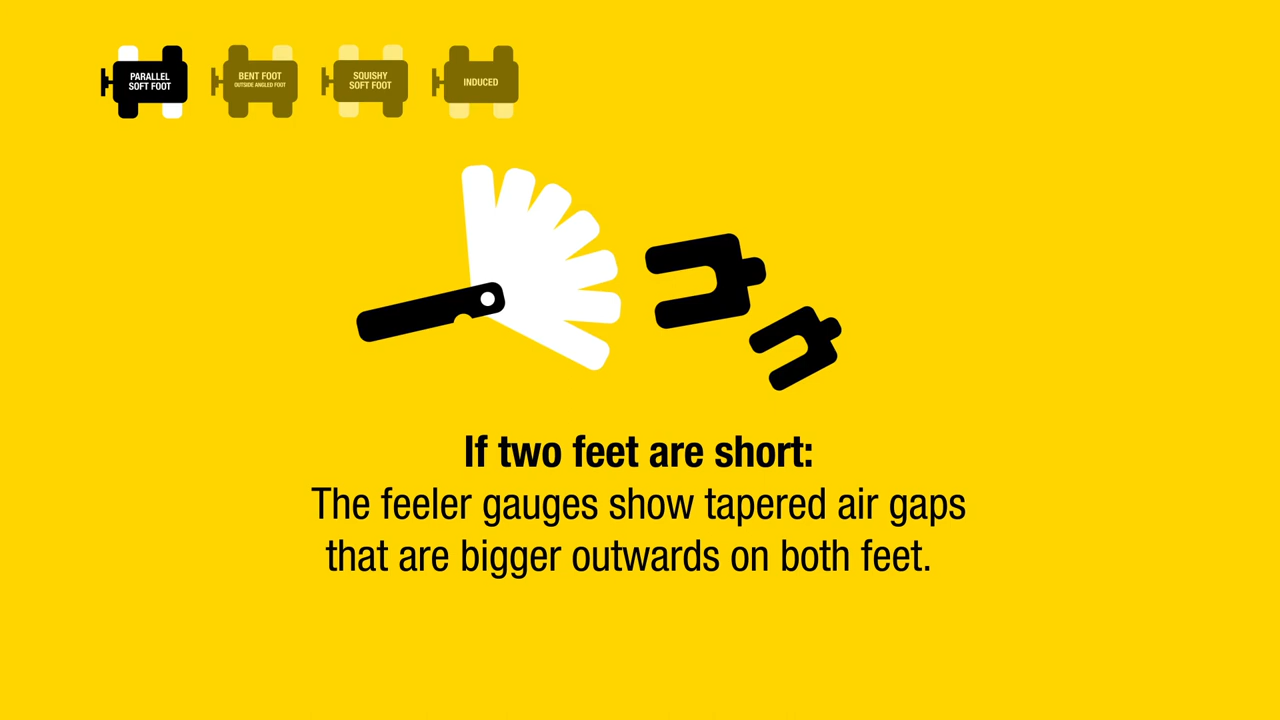 PARALLEL
SOFT FOOT
BENT FOOT
OUTSIDE ANGLED FOOT
SQUISHY
SOFT FOOT
INDUCED
If two feet are short:
The feeler gauges show tapered air gaps
that are bigger outwards on both feet.